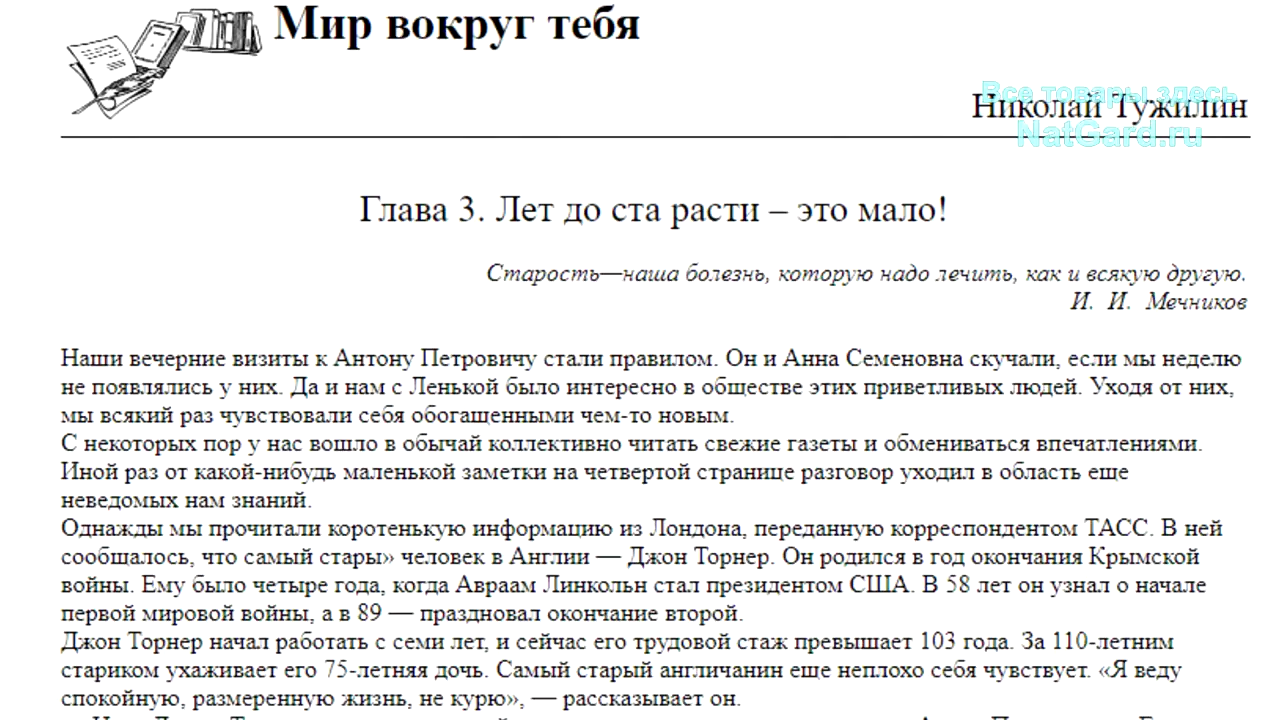 Мир вокруг тебя
Все товары здесь
Николай Тужилин
NatGard.ru
Глава 3. Лет до ста расти – это мало!
Старость—наша болезнь, которую надо лечить, как и всякую другую.
И. И. Мечников
Наши вечерние визиты к Антону Петровичу стали правилом. Он и Анна Семеновна скучали, если мы неделю
не появлялись у них. Да и нам с Ленькой было интересно в обществе этих приветливых людей. Уходя от них,
мы всякий раз чувствовали себя обогащенными чем-то новым.
С некоторых пор у нас вошло в обычай коллективно читать свежие газеты и обмениваться впечатлениями.
Иной раз от какой-нибудь маленькой заметки на четвертой странице разговор уходил в область еще
неведомых нам знаний.
Однажды мы прочитали коротенькую информацию из Лондона, переданную корреспондентом ТАСС. В ней
сообщалось, что самый стары» человек в Англии — Джон Торнер. Он родился в год окончания Крымской
войны. Ему было четыре года, когда Авраам Линкольн стал президентом США. В 58 лет он узнал о начале
первой мировой войны, а в 89 — праздновал окончание второй.
Джон Торнер начал работать с семи лет, и сейчас его трудовой стаж превышает 103 года. За 110-летним
стариком ухаживает его 75-летняя дочь. Самый старый англичанин еще неплохо себя чувствует. «Я веду
спокойную, размеренную жизнь, не курю», — рассказывает он.